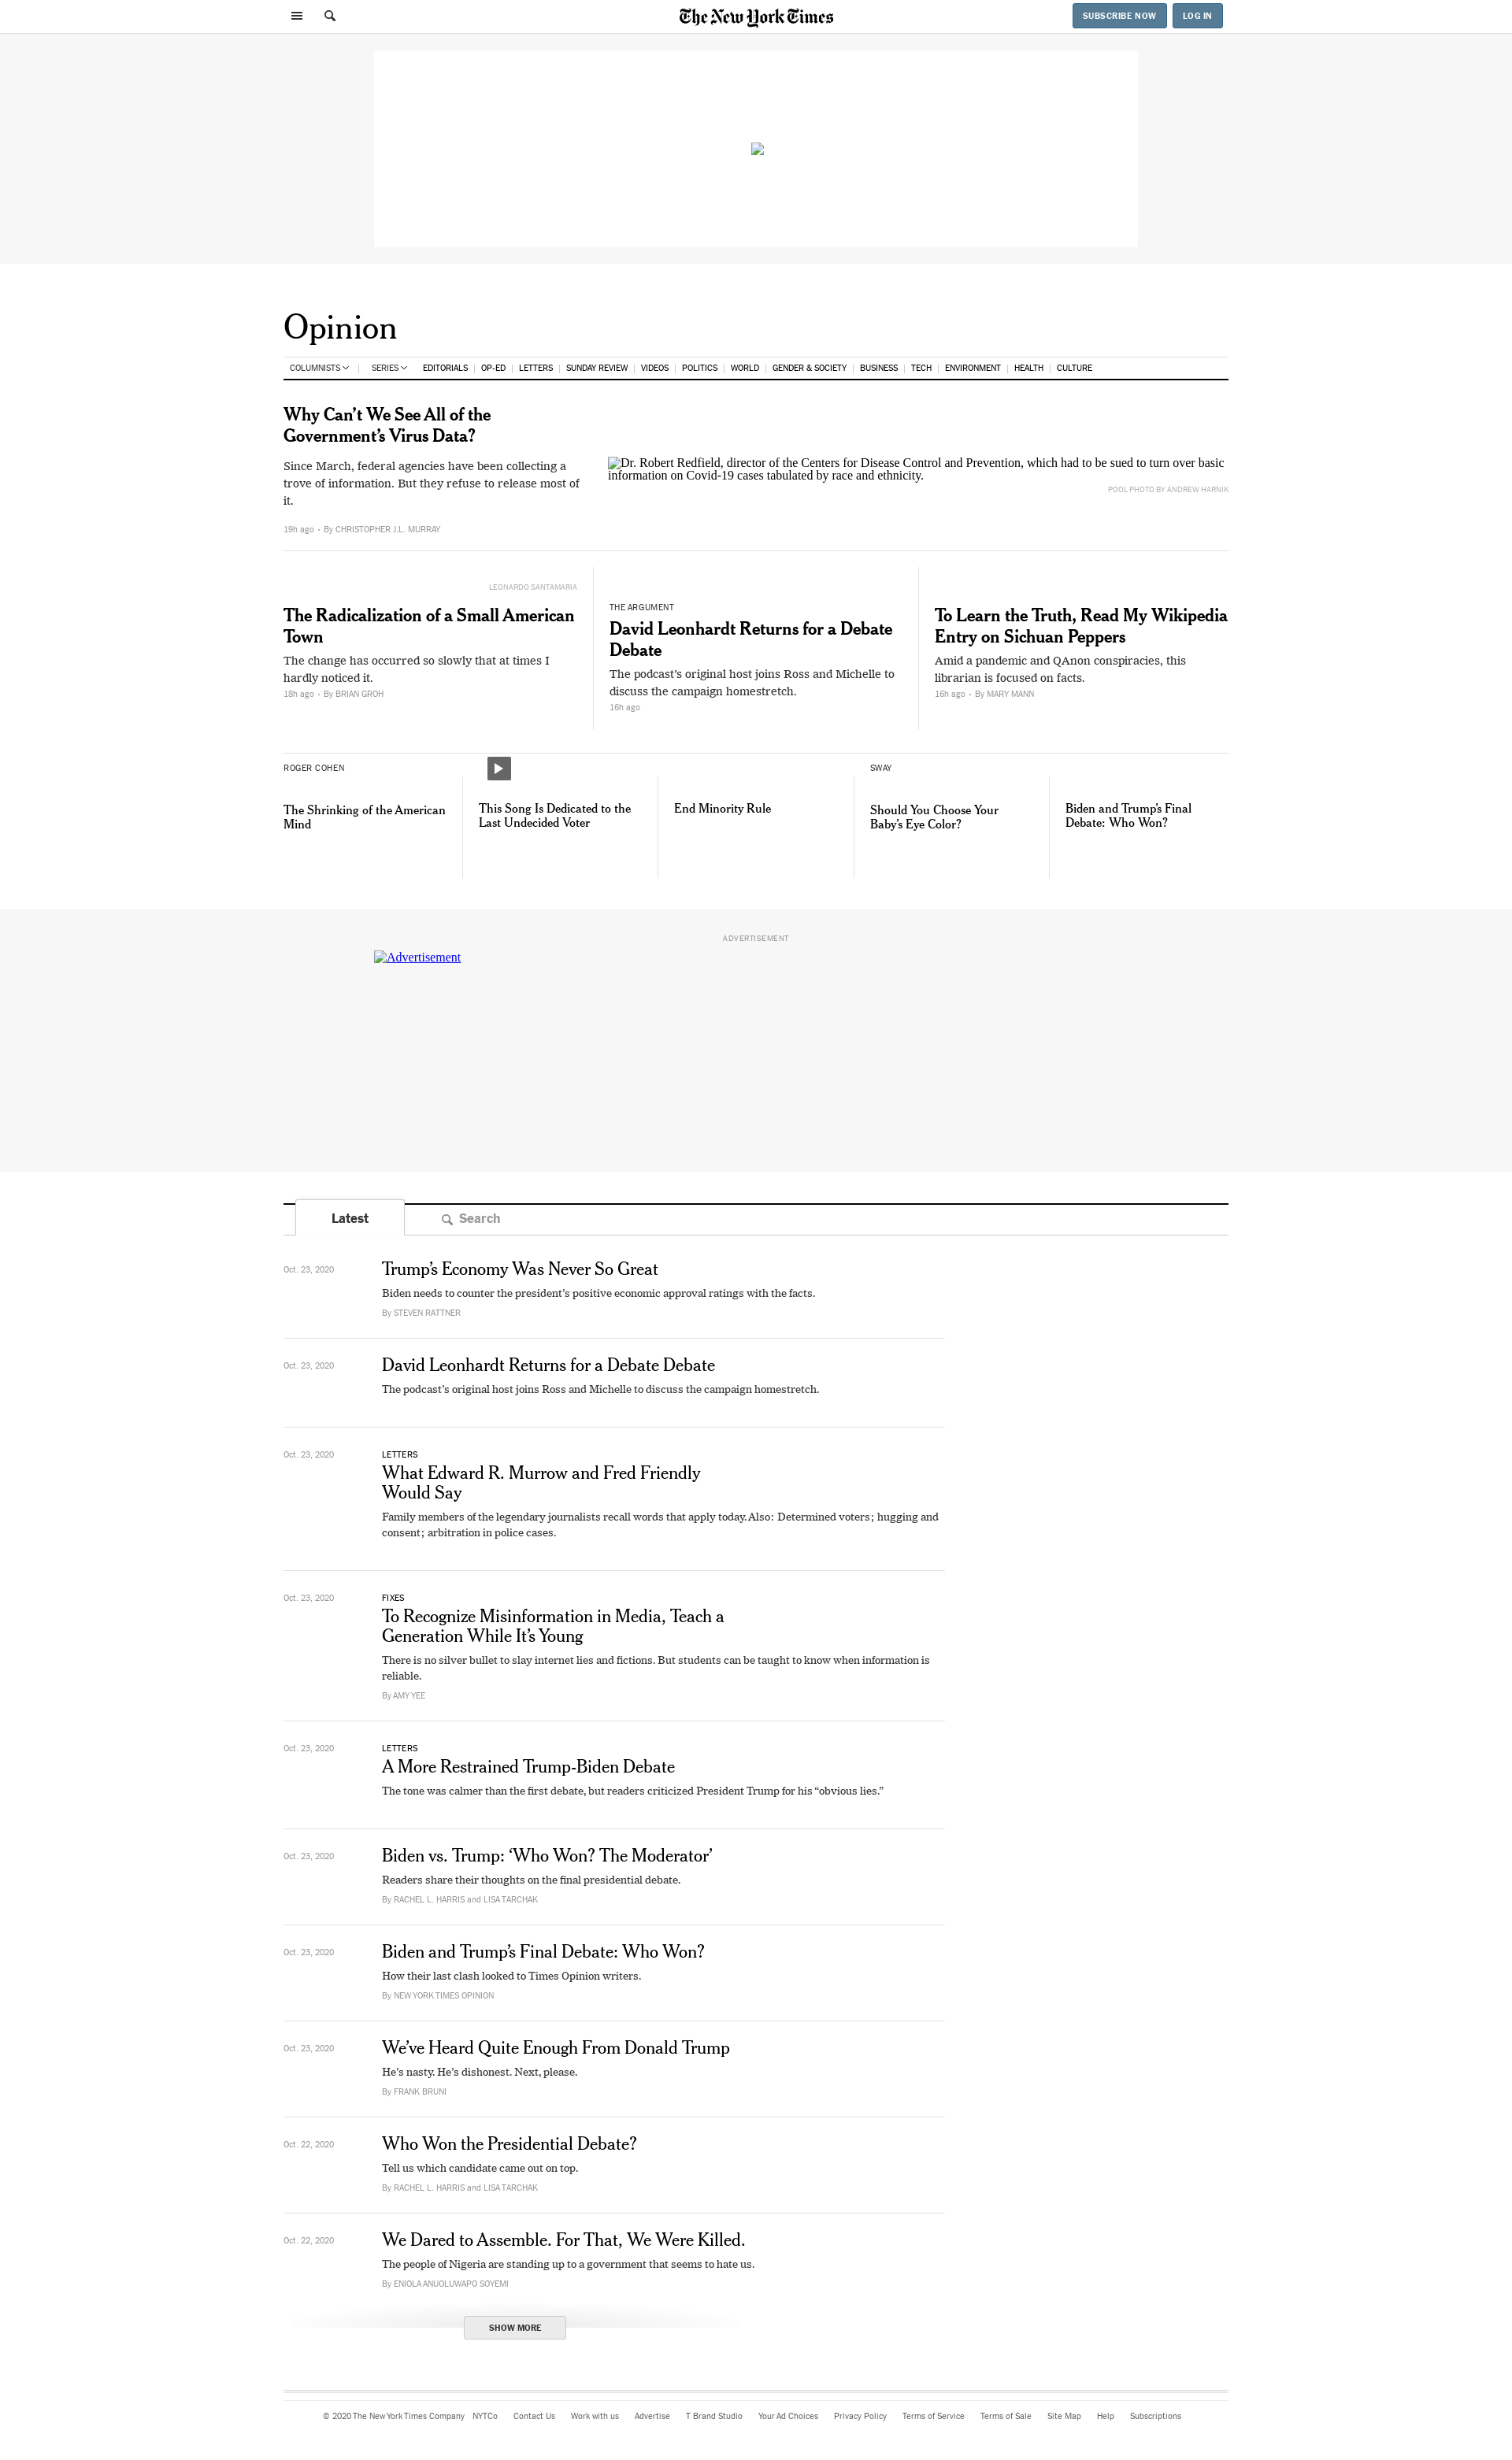 The New York Times
SUBSCRIBE NOW
LOG IN
Opinion
COLUMNISTS
SERIES
EDITORIALS
OP-ED
LETTERS
SUNDAY REVIEW
VIDEOS
POLITICS
WORLD
GENDER & SOCIETY
BUSINESS
TECH
ENVIRONMENT
HEALTH
CULTURE
Why Can’t We See All of the
Government’s Virus Data?
Since March, federal agencies have been collecting a
trove of information. But they refuse to release most of
it.
19h ago • By CHRISTOPHER J.L. MURRAY
Dr. Robert Redfield, director of the Centers for Disease Control and Prevention, which had to be sued to turn over basic
information on Covid-19 cases tabulated by race and ethnicity.
POOL PHOTO BY ANDREW HARNIK
LEONARDO SANTAMARIA
The Radicalization of a Small American
Town
The change has occurred so slowly that at times I
hardly noticed it.
18h ago • By BRIAN GROH
THE ARGUMENT
David Leonhardt Returns for a Debate
Debate
The podcast’s original host joins Ross and Michelle to
discuss the campaign homestretch.
16h ago
To Learn the Truth, Read My Wikipedia
Entry on Sichuan Peppers
Amid a pandemic and QAnon conspiracies, this
librarian is focused on facts.
16h ago • By MARY MANN
ROGER COHEN
The Shrinking of the American
Mind
This Song Is Dedicated to the
Last Undecided Voter
End Minority Rule
SWAY
Should You Choose Your
Baby’s Eye Color?
Biden and Trump’s Final
Debate: Who Won?
ADVERTISEMENT
Advertisement
Latest
Search
Oct. 23, 2020
Trump’s Economy Was Never So Great
Biden needs to counter the president’s positive economic approval ratings with the facts.
By STEVEN RATTNER
Oct. 23, 2020
David Leonhardt Returns for a Debate Debate
The podcast’s original host joins Ross and Michelle to discuss the campaign homestretch.
Oct. 23, 2020
LETTERS
What Edward R. Murrow and Fred Friendly
Would Say
Family members of the legendary journalists recall words that apply today. Also: Determined voters; hugging and
consent; arbitration in police cases.
Oct. 23, 2020
FIXES
To Recognize Misinformation in Media, Teach a
Generation While It’s Young
There is no silver bullet to slay internet lies and fictions. But students can be taught to know when information is
reliable.
By AMY YEE
Oct. 23, 2020
LETTERS
A More Restrained Trump-Biden Debate
The tone was calmer than the first debate, but readers criticized President Trump for his “obvious lies.”
Oct. 23, 2020
Biden vs. Trump: ‘Who Won? The Moderator’
Readers share their thoughts on the final presidential debate.
By RACHEL L. HARRIS and LISA TARCHAK
Oct. 23, 2020
Biden and Trump’s Final Debate: Who Won?
How their last clash looked to Times Opinion writers.
By NEW YORK TIMES OPINION
Oct. 23, 2020
We’ve Heard Quite Enough From Donald Trump
He’s nasty. He’s dishonest. Next, please.
By FRANK BRUNI
Oct. 22, 2020
Who Won the Presidential Debate?
Tell us which candidate came out on top.
By RACHEL L. HARRIS and LISA TARCHAK
Oct. 22, 2020
We Dared to Assemble. For That, We Were Killed.
The people of Nigeria are standing up to a government that seems to hate us.
By ENIOLA ANUOLUWAPO SOYEMI
SHOW MORE
© 2020 The New York Times Company
NYTCo
Contact Us
Work with us
Advertise
T Brand Studio
Your Ad Choices
Privacy Policy
Terms of Service
Terms of Sale
Site Map
Help
Subscriptions